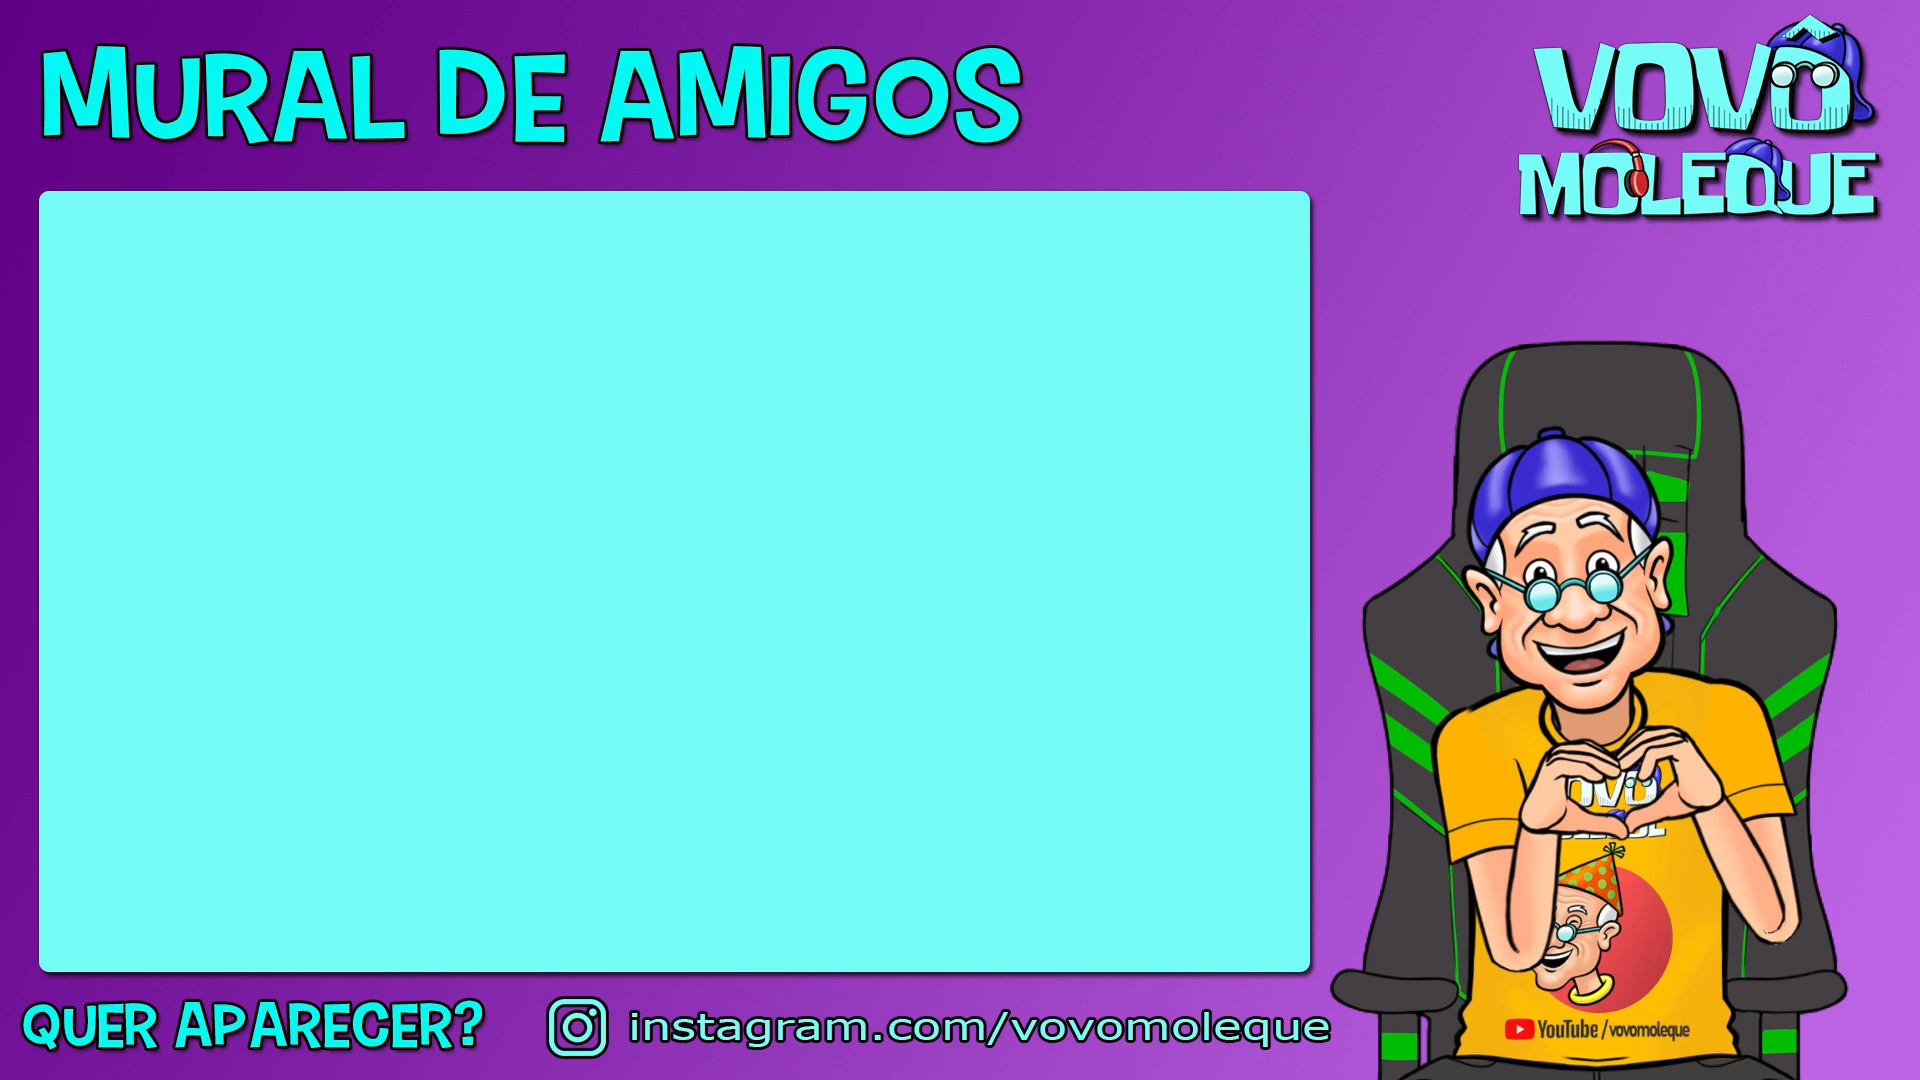 MURAL DE AMIGOS
VOVÔ
MOLEQUE
QUER APARECER?
instagram.com/vovomoleque
YouTube /vovomoleque